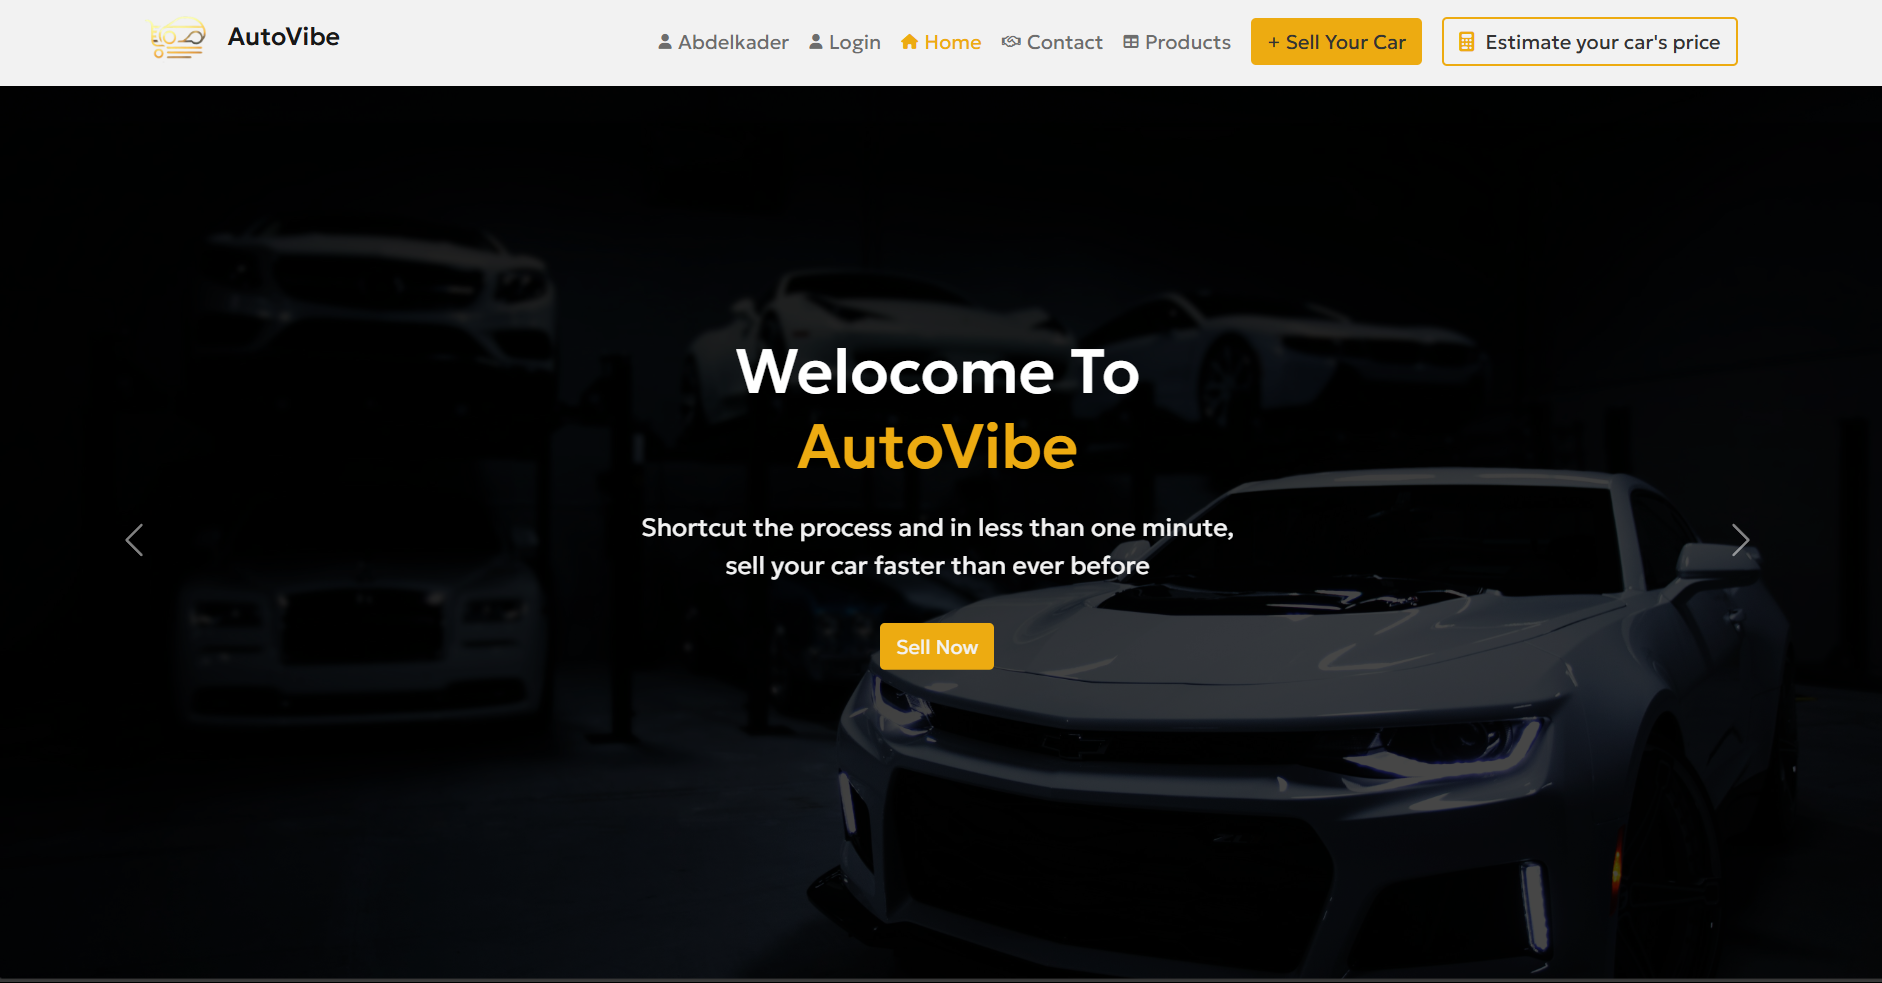 AutoVibe
Abdelkader
Login
Home
Contact
Products
+ Sell Your Car
Estimate your car's price
Welocome To
AutoVibe
Shortcut the process and in less than one minute,
sell your car faster than ever before
Sell Now